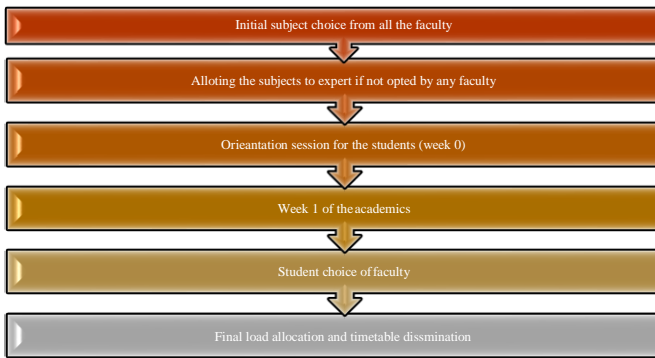 Initial subject choice from all the faculty
Alloting the subjects to expert if not opted by any faculty
Orieantation session for the students (week 0)
Week 1 of the academics
Student choice of faculty
Final load allocation and timetable dissmination